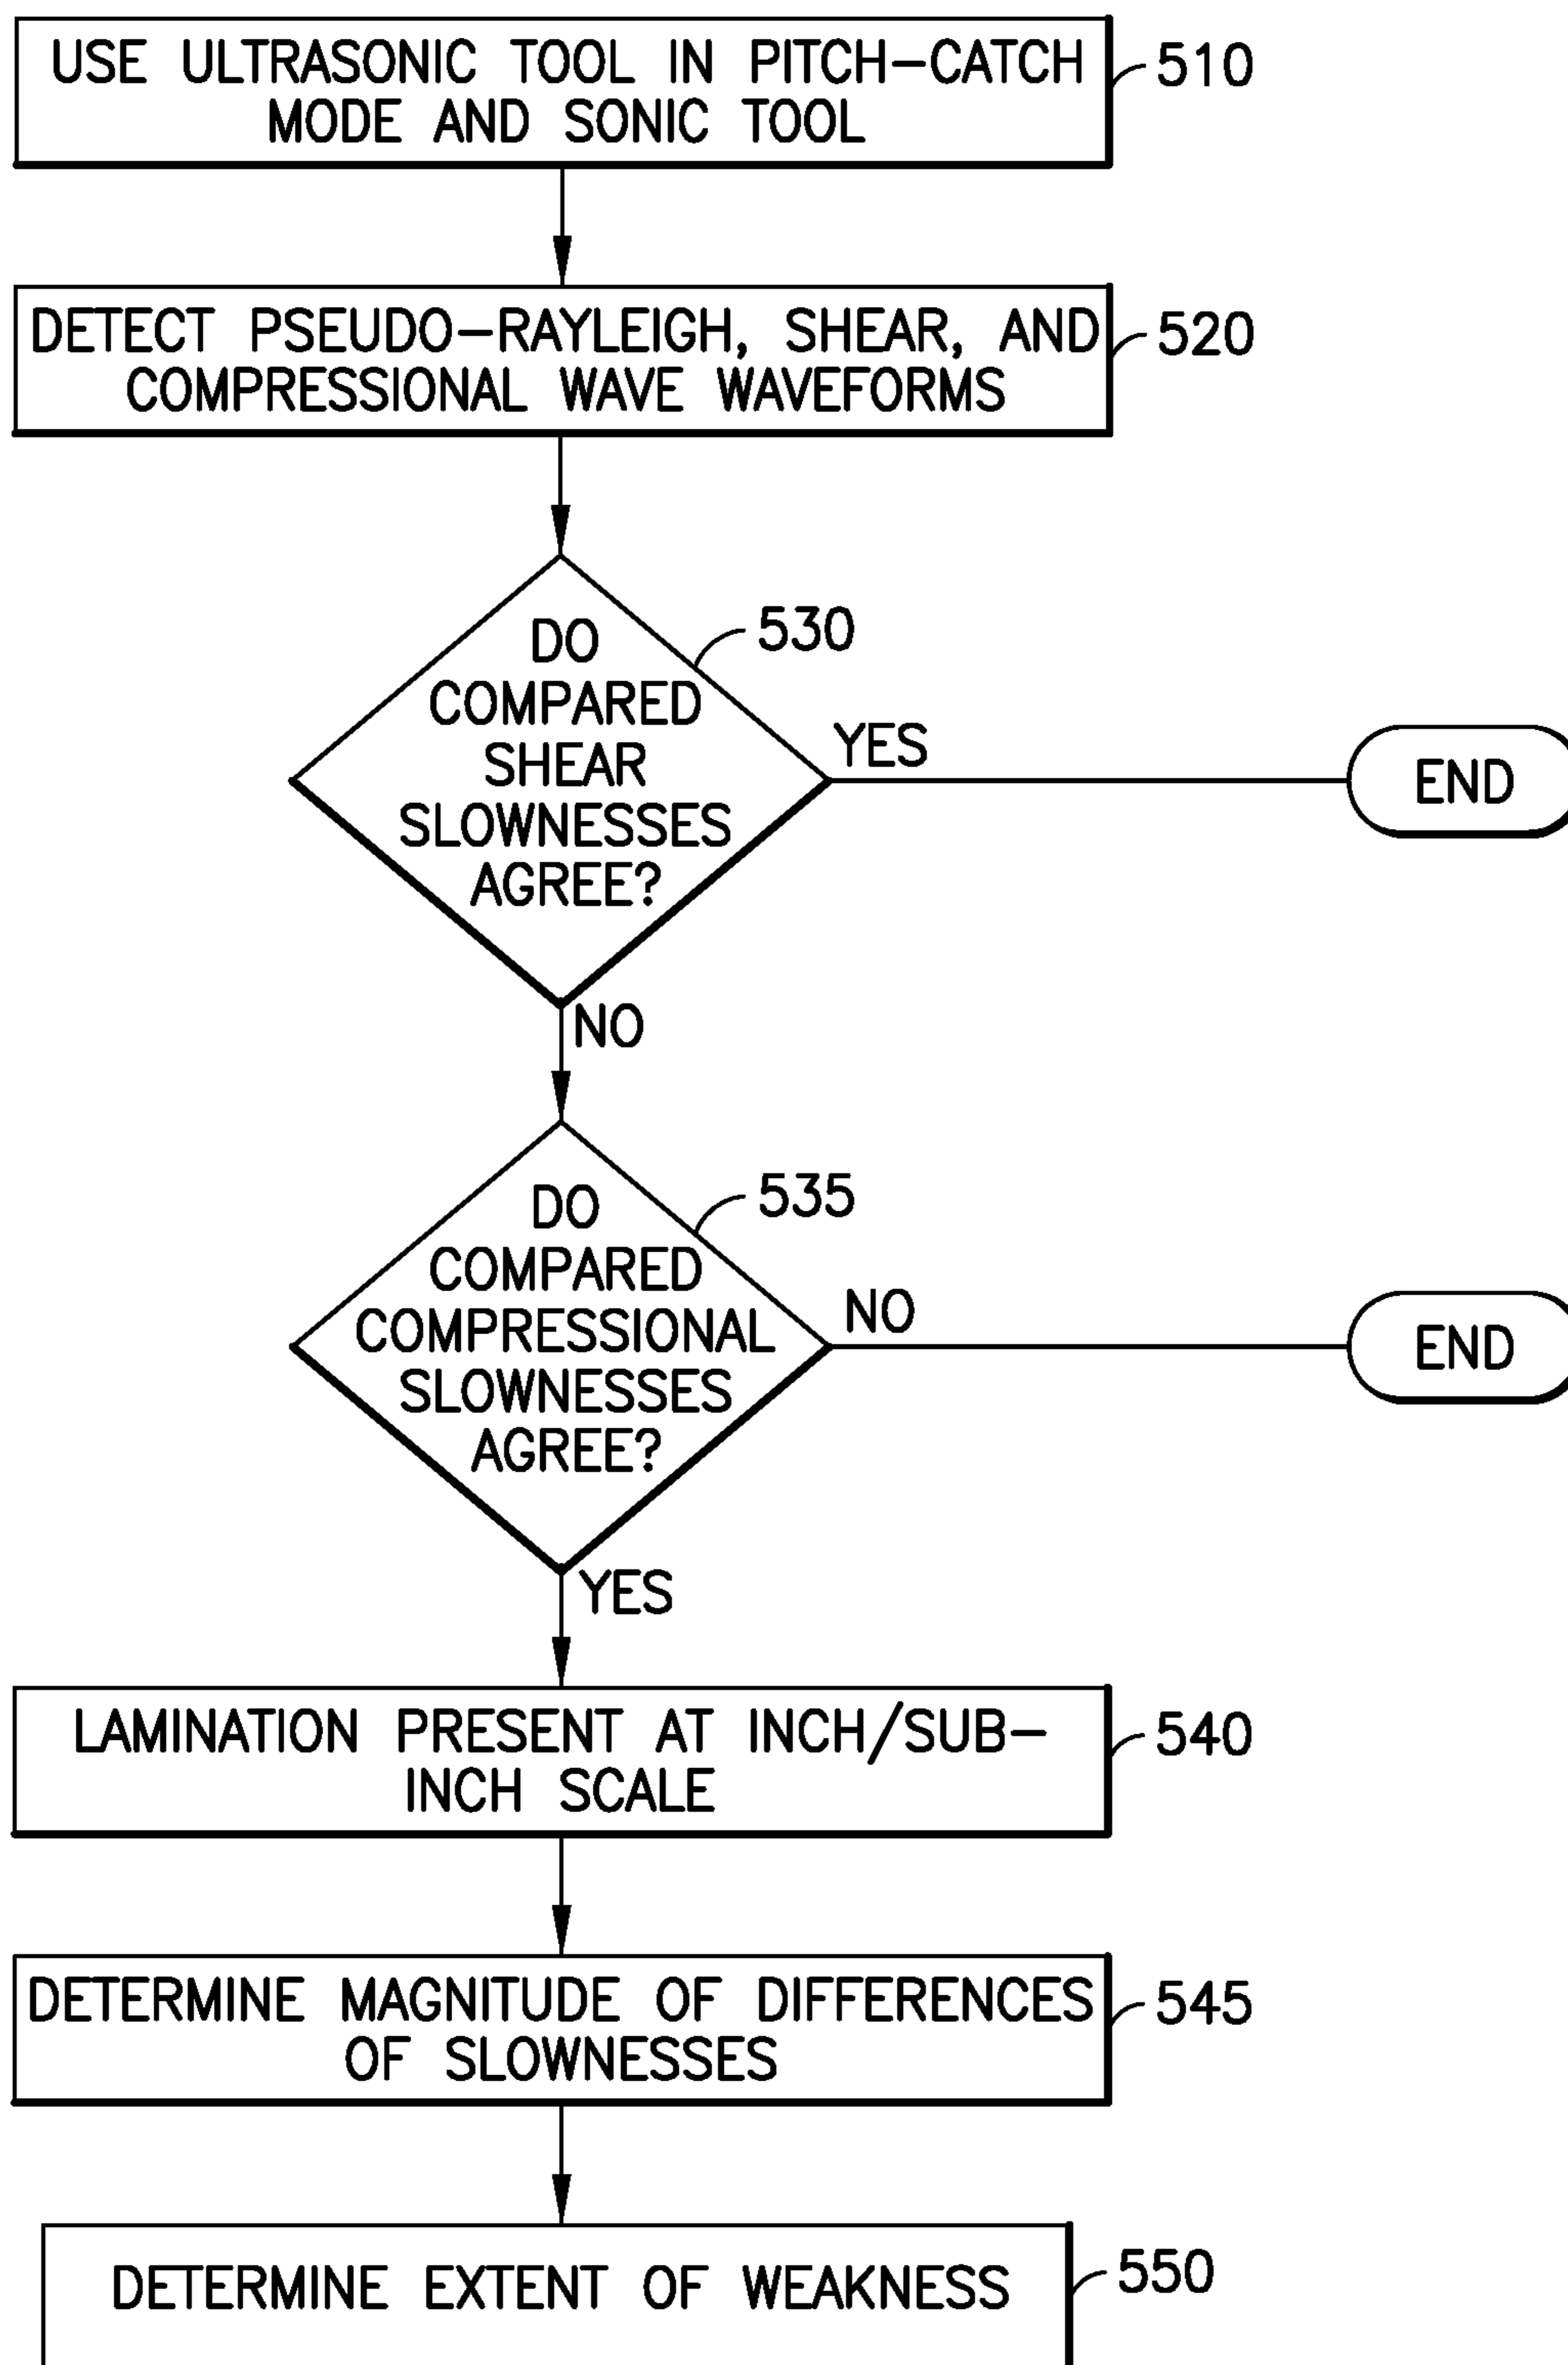 USE ULTRASONIC TOOL IN PITCH-CATCH
MODE AND SONIC TOOL
510
DETECT PSEUDO-RAYLEIGH, SHEAR, AND
COMPRESSIONAL WAVE WAVEFORMS
520
DO
COMPARED
SHEAR
SLOWNESSES
AGREE?
530
YES
END
NO
DO
COMPARED
COMPRESSIONAL
SLOWNESSES
AGREE?
535
NO
END
YES
LAMINATION PRESENT AT INCH/SUB-
INCH SCALE
540
DETERMINE MAGNITUDE OF DIFFERENCES
OF SLOWNESSES
545
DETERMINE EXTENT OF WEAKNESS
550